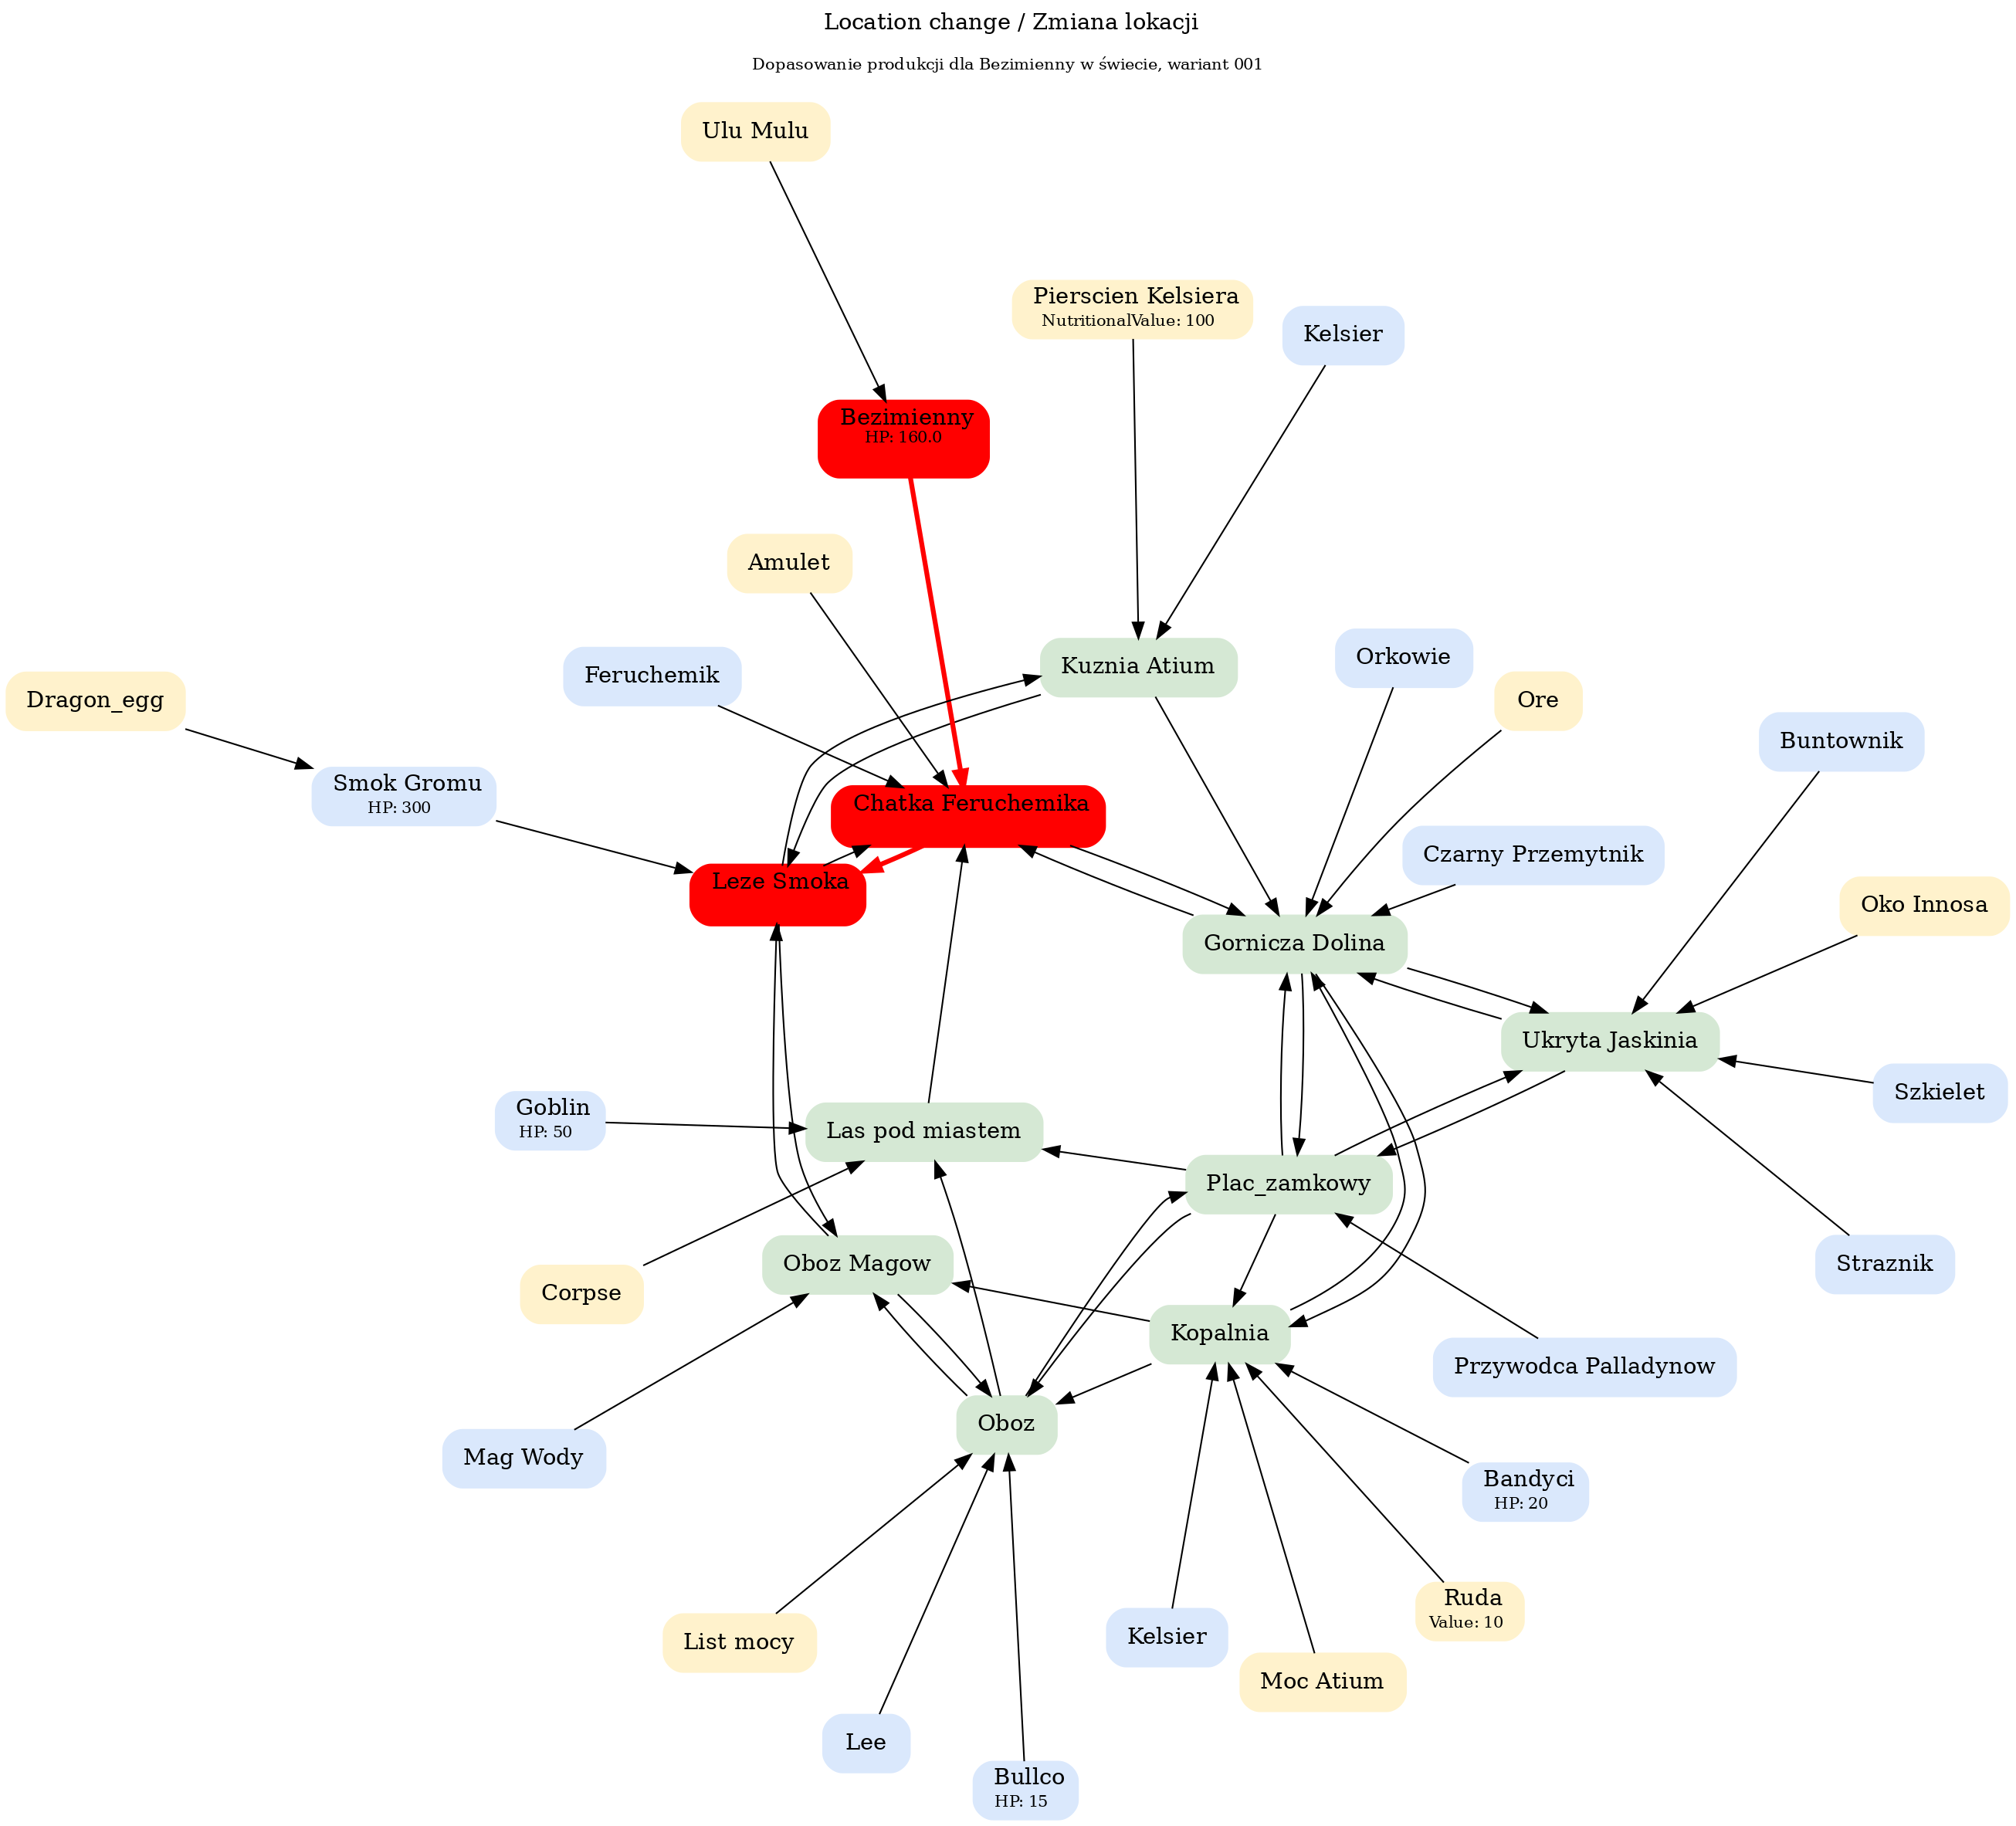 Location change / Zmiana lokacji
Dopasowanie produkcji dla Bezimienny w świecie, wariant 001
Ulu Mulu
Pierscien Kelsiera
NutritionalValue: 100
Kelsier
Bezimienny
HP: 160.0
Amulet
Feruchemik
Kuznia Atium
Orkowie
Ore
Dragon_egg
Buntownik
Smok Gromu
HP: 300
Chatka Feruchemika
Czarny Przemytnik
Leze Smoka
Oko Innosa
Gornicza Dolina
Ukryta Jaskinia
Szkielet
Goblin
HP: 50
Las pod miastem
Plac_zamkowy
Oboz Magow
Straznik
Corpse
Kopalnia
Przywodca Palladynow
Oboz
Mag Wody
Bandyci
HP: 20
Ruda
Value: 10
List mocy
Kelsier
Moc Atium
Lee
Bullco
HP: 15